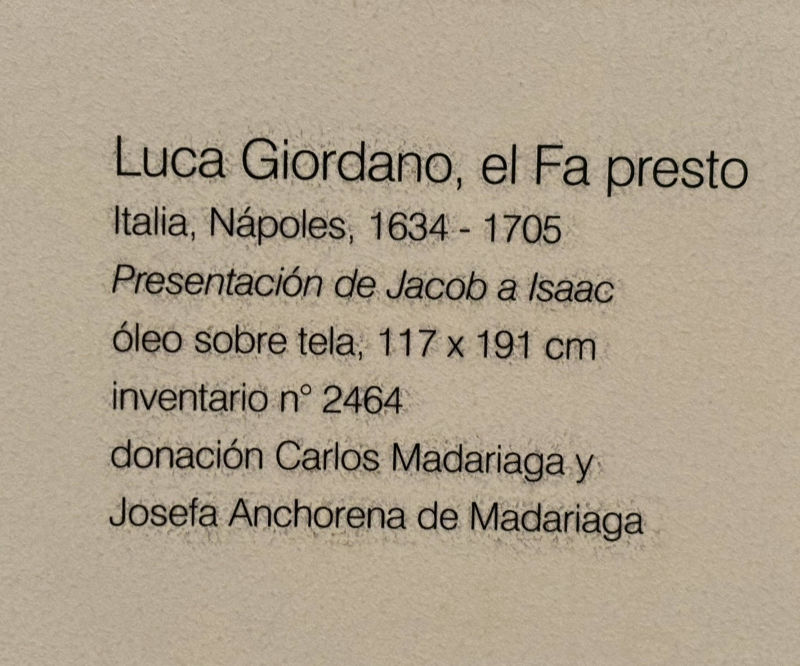 Luca Giordano, el Fa presto
Italia, Nápoles, 1634 - 1705
Presentación de Jacob a Isaac
óleo sobre tela, 117 x 191 cm
inventario n° 2464
donación Carlos Madariaga y
Josefa Anchorena de Madariaga